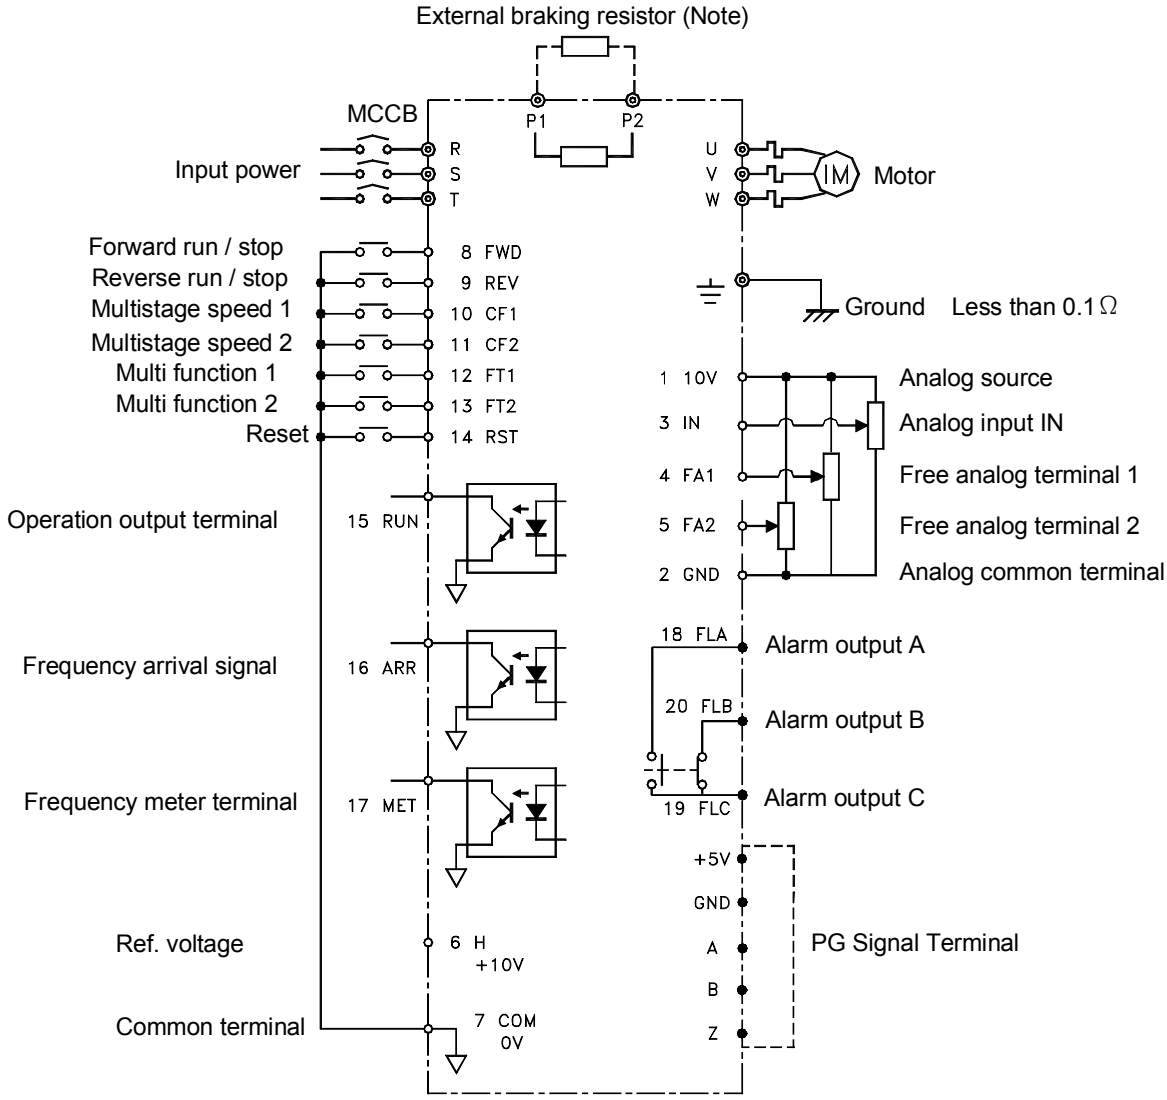 External braking resistor (Note)
MCCB
P1
P2
Input power
R
S
T
U
V
W
IM
Motor
Forward run / stop
8 FWD
Reverse run / stop
9 REV
Multistage speed 1
10 CF1
Multistage speed 2
11 CF2
Multi function 1
12 FT1
Multi function 2
13 FT2
Reset
14 RST
Ground Less than 0.1Ω
1 10V
Analog source
3 IN
Analog input IN
4 FA1
Free analog terminal 1
5 FA2
Free analog terminal 2
2 GND
Analog common terminal
Operation output terminal
15 RUN
Frequency arrival signal
16 ARR
Frequency meter terminal
17 MET
18 FLA
Alarm output A
20 FLB
Alarm output B
19 FLC
Alarm output C
+5V
GND
A
B
Z
PG Signal Terminal
Ref. voltage
6 H
+10V
Common terminal
7 COM
0V